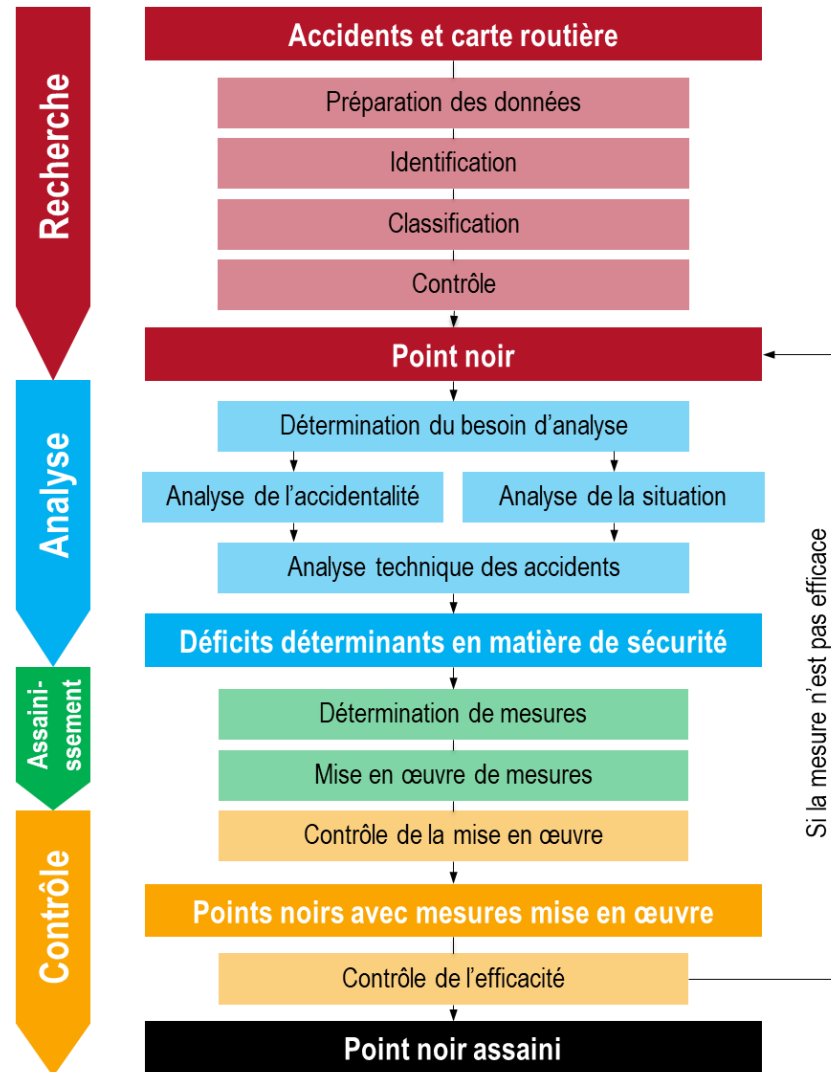 Recherche
Accidents et carte routière
Préparation des données
Identification
Classification
Contrôle
Point noir
Analyse
Détermination du besoin d'analyse
Analyse de l'accidentalité
Analyse de la situation
Analyse technique des accidents
Déficits déterminants en matière de sécurité
Assaini-
ssement
Détermination de mesures
Mise en œuvre de mesures
Contrôle
Contrôle de la mise en œuvre
Points noirs avec mesures mise en œuvre
Contrôle de l'efficacité
Point noir assaini
Si la mesure n'est pas efficace